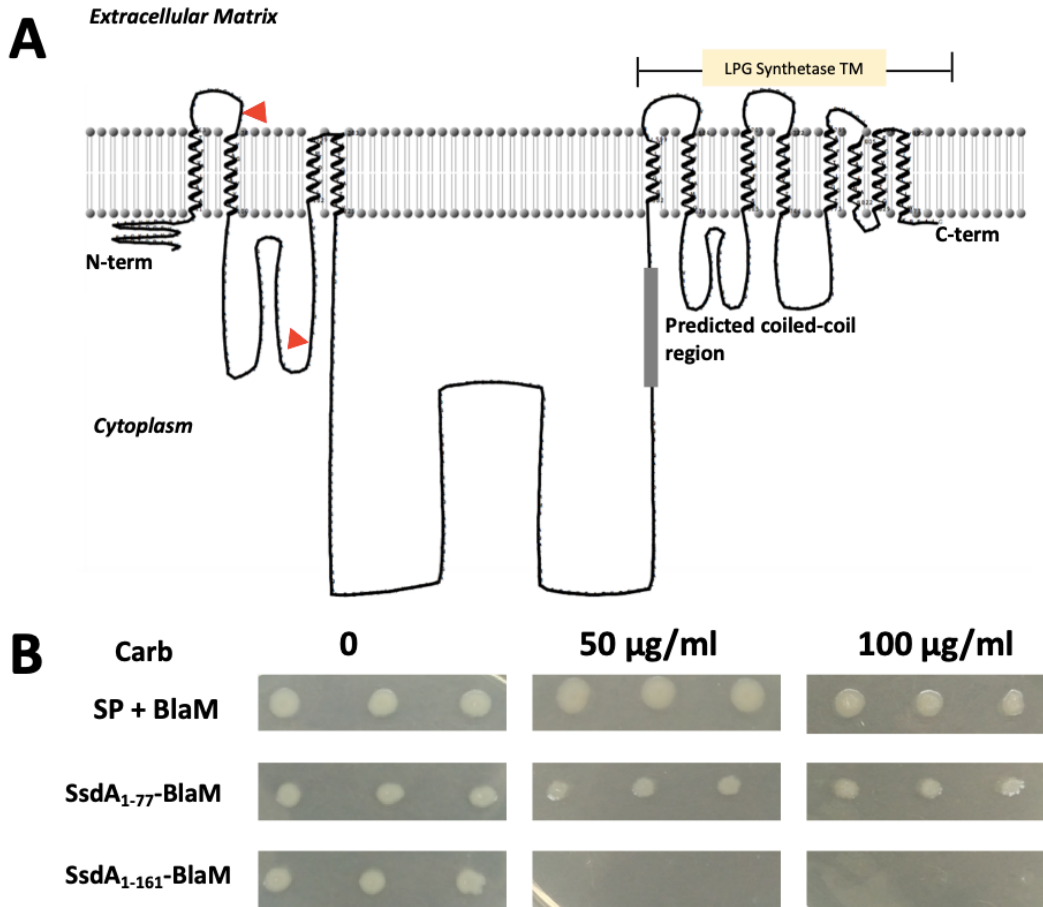 A
Extracellular Matrix
LPG Synthetase TM
N-term
C-term
Predicted coiled-coil
region
Cytoplasm
B
Carb
0
50 µg/ml
100 µg/ml
SP + BlaM
SsdA1-77-BlaM
SsdA1-161-BlaM